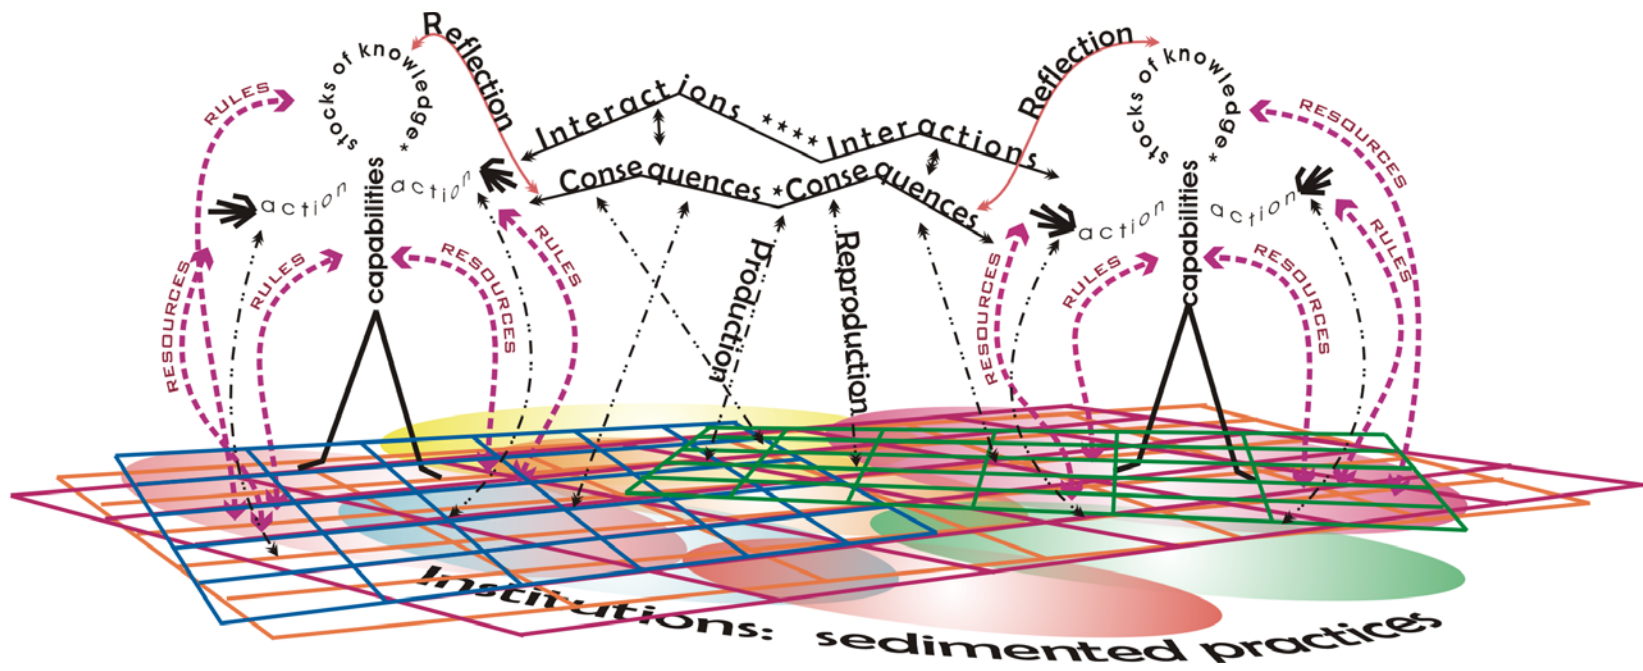 Reflection
stocks of knowledge*
RULES
Interactions **** Interactions
Consequences *Consequences
Reflection
stocks of knowledge*
RESOURCES
action
capabilities
action
action
capabilities
action
RESOURCES
RULES
RESOURCES
RULES
Production
Reproduction
RESOURCES
RULES
RESOURCES
RULES
Institutions: sedimented practices